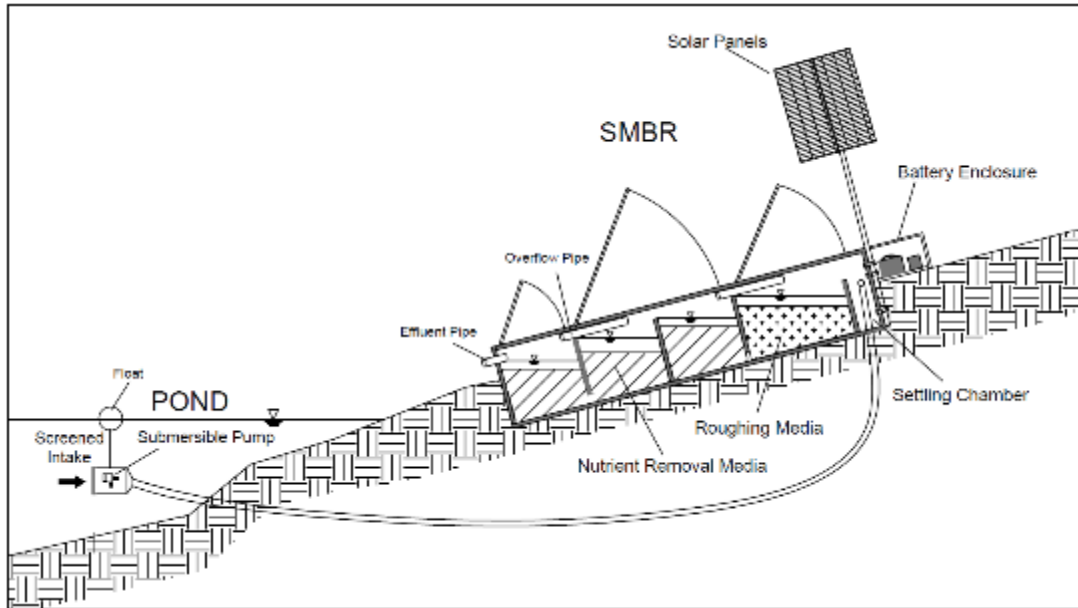 Solar Panels
SMBR
Battery Enclosure
Overflow Pipe
Effluent Pipe
Float
POND
Settling Chamber
Screened
Intake
Submersible Pump
Roughing Media
Nutrient Removal Media